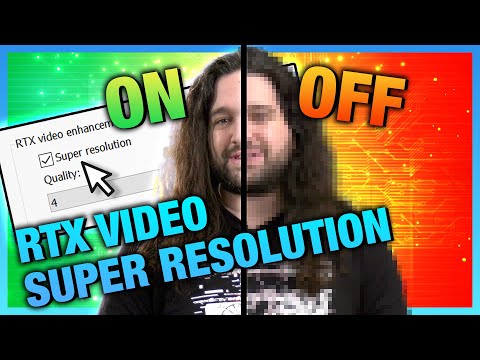 ON
OFF
RTX video enhancem
Super resolution
Quality:
4
RTX VIDEO
SUPER RESOLUTION